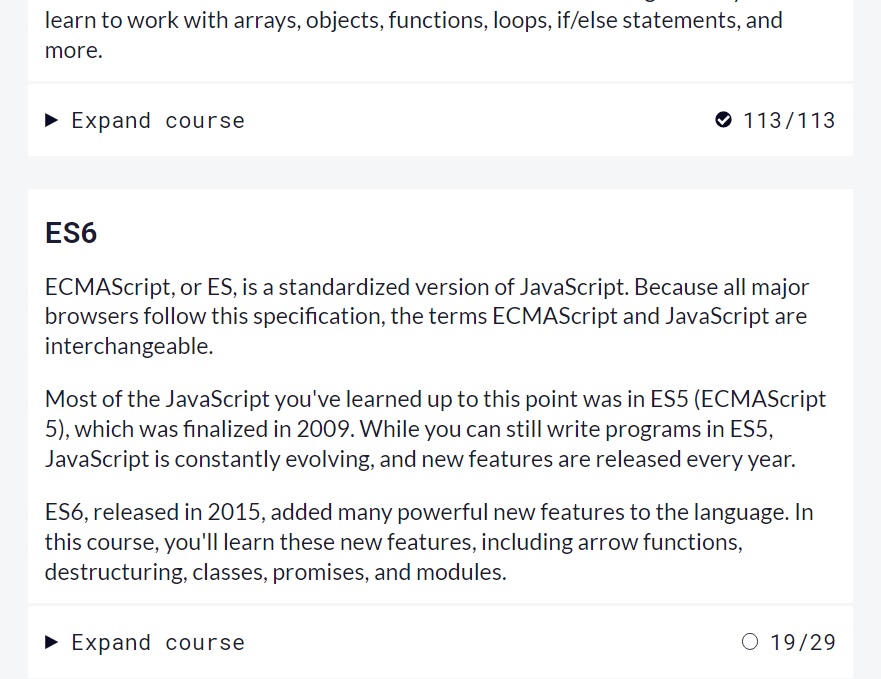 learn to work with arrays, objects, functions, loops, if/else statements, and
more.
Expand course
113/113
ES6
ECMAScript, or ES, is a standardized version of JavaScript. Because all major
browsers follow this specification, the terms ECMAScript and JavaScript are
interchangeable.
Most of the JavaScript you've learned up to this point was in ES5 (ECMAScript
5), which was finalized in 2009. While you can still write programs in ES5,
JavaScript is constantly evolving, and new features are released every year.
ES6, released in 2015, added many powerful new features to the language. In
this course, you'll learn these new features, including arrow functions,
destructuring, classes, promises, and modules.
Expand course
19/29